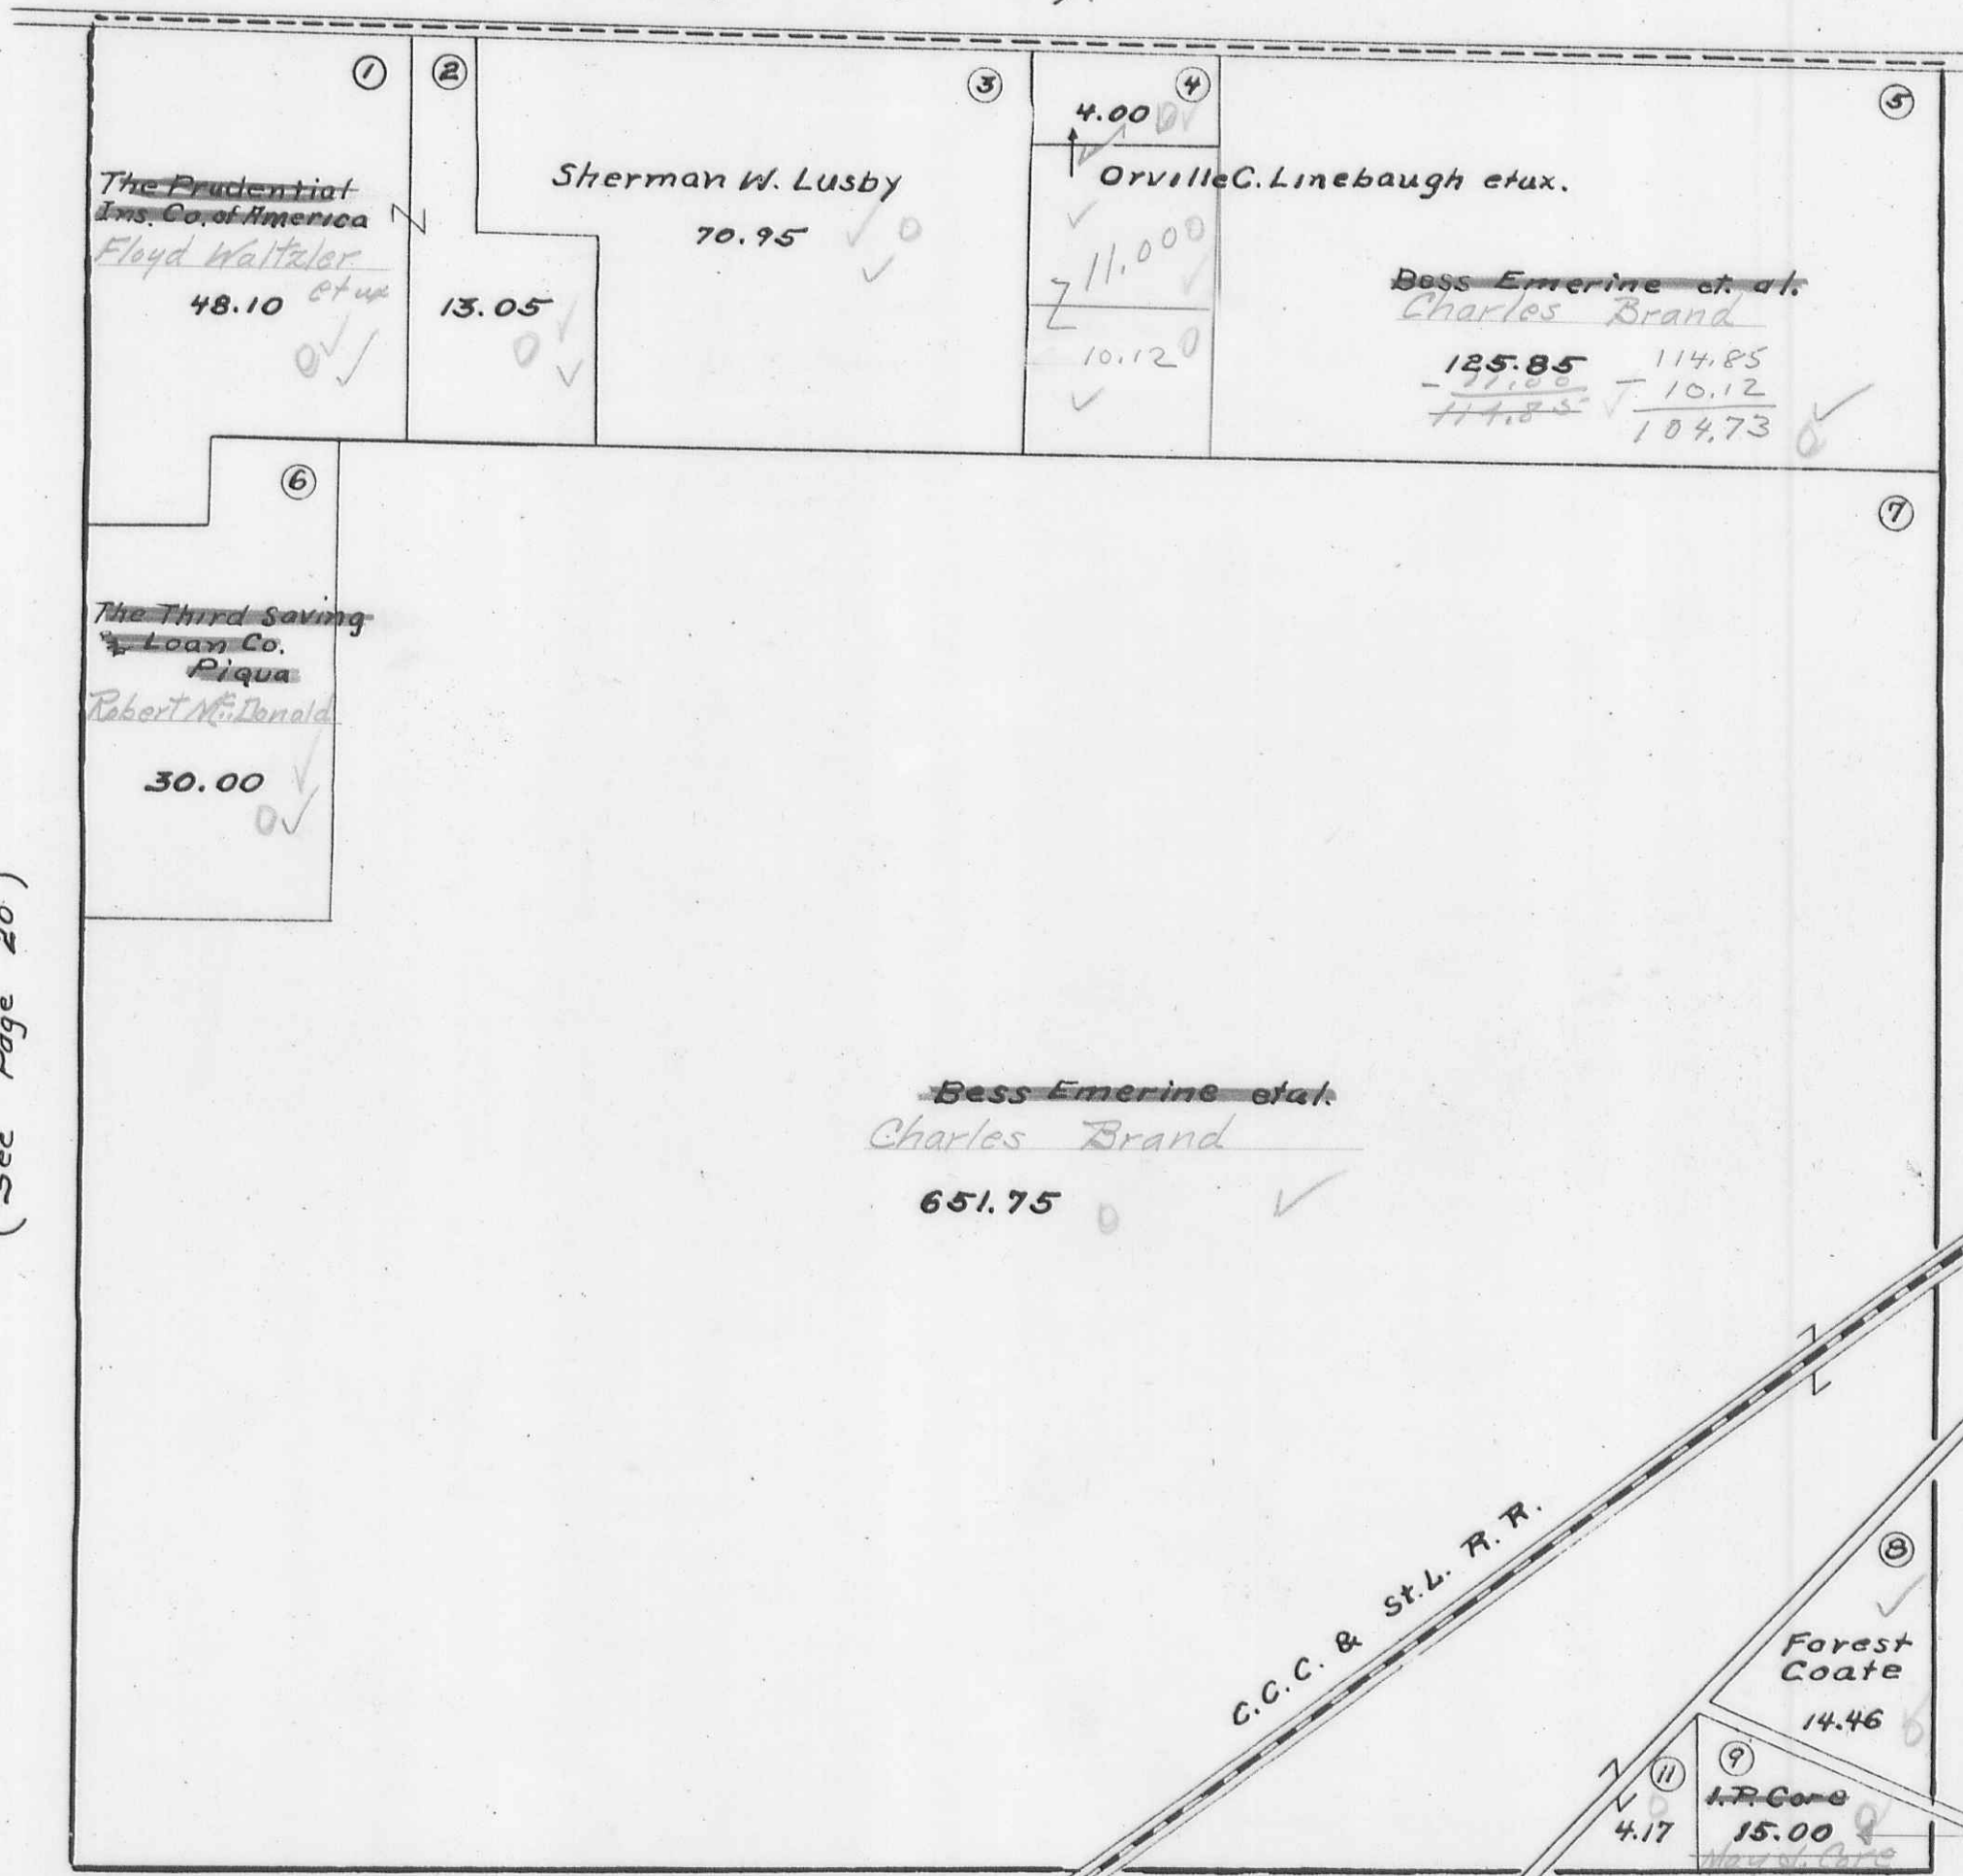 ①
The Prudential
Ins. Co. of America
Floyd Waltzler
et ux
48.10
②
13.05
③
Sherman W. Lusby
70.95
④
4.00
Orville C. Linebaugh etux.
11.000
10.12
⑤
Bess Emerine et. al.
Charles Brand
125.85
- 11.00
114.85
114.85
- 10.12
104.73
⑥
The Third Saving
& Loan Co.
Piqua
Robert Mc.Donald
30.00
⑦
Bess Emerine etal.
Charles Brand
651.75
(See Page 20)
C.C.C. & St.L. R.R.
⑧
Forest
Coate
14.46
⑪
4.17
⑨
I.P. Core
15.00